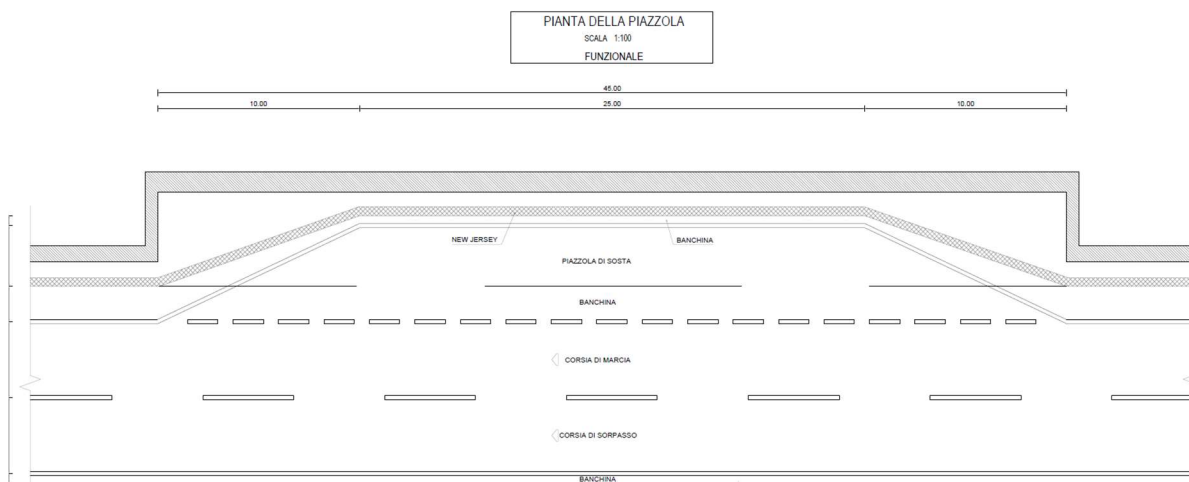 PIANTA DELLA PIAZZOLA
SCALA 1:100
FUNZIONALE
45.00
10.00
25.00
10.00
NEW JERSEY
BANCHINA
PIAZZOLA DI SOSTA
BANCHINA
CORSIA DI MARCIA
CORSIA DI SORPASSO
BANCHINA